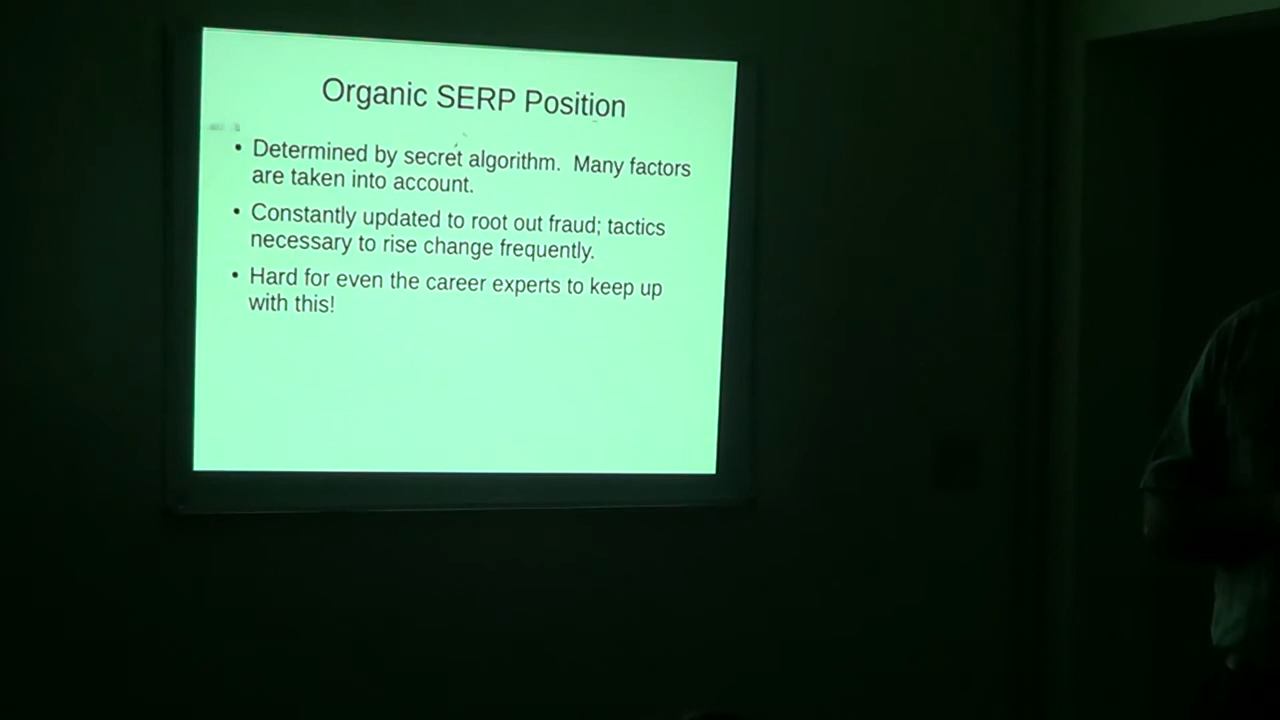 Organic SERP Position
• Determined by secret algorithm.  Many factors
are taken into account.
• Constantly updated to root out fraud; tactics
necessary to rise change frequently.
• Hard for even the career experts to keep up
with this!